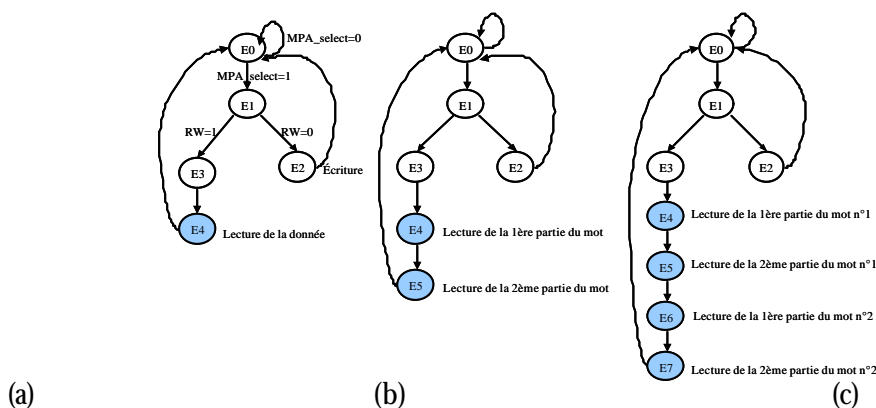 MPA_select=0
E0
MPA_select=1
E1
RW=1
RW=0
E3
E2
Écriture
E4
Lecture de la donnée
(a)
E0
E1
E3
E2
E4
Lecture de la 1ère partie du mot
E5
Lecture de la 2ème partie du mot
(b)
E0
E1
E3
E2
E4
Lecture de la 1ère partie du mot n°1
E5
Lecture de la 2ème partie du mot n°1
E6
Lecture de la 1ère partie du mot n°2
E7
Lecture de la 2ème partie du mot n°2
(c)